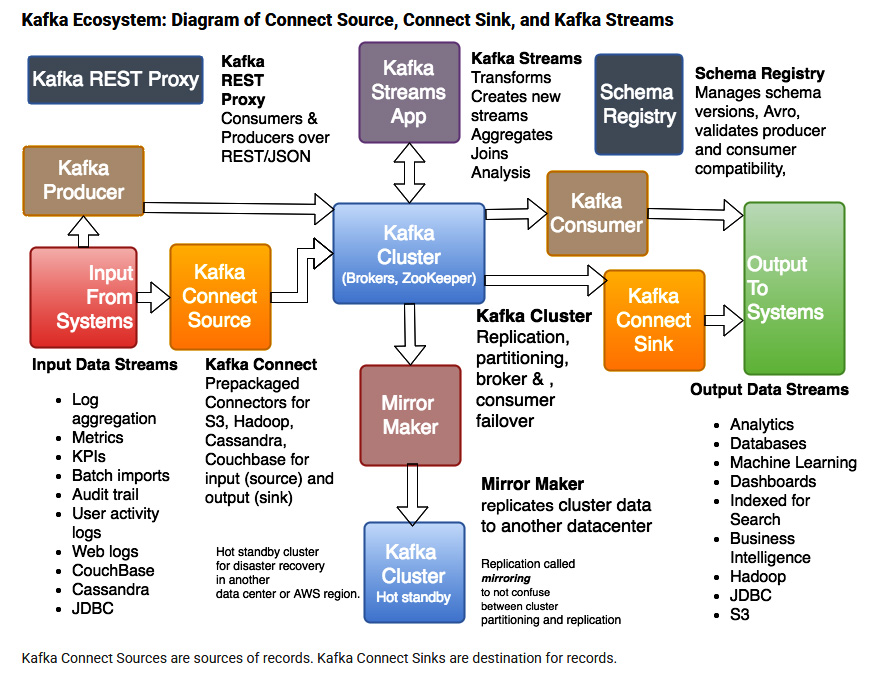 Kafka Ecosystem: Diagram of Connect Source, Connect Sink, and Kafka Streams
Kafka REST Proxy
Kafka
REST
Proxy
Consumers &
Producers over
REST/JSON
Kafka
Streams
App
Kafka Streams
Transforms
Creates new
streams
Aggregates
Joins
Analysis
Schema
Registry
Schema Registry
Manages schema
versions, Avro,
validates producer
and consumer
compatibility,
Kafka
Producer
Kafka
Cluster
(Brokers, ZooKeeper)
Kafka
Consumer
Input
From
Systems
Kafka
Connect
Source
Kafka
Connect
Sink
Output
To
Systems
Input Data Streams
• Log
aggregation
• Metrics
• KPIs
• Batch imports
• Audit trail
• User activity
logs
• Web logs
• CouchBase
• Cassandra
• JDBC
Kafka Connect
Prepackaged
Connectors for
S3, Hadoop,
Cassandra,
Couchbase for
input (source) and
output (sink)
Mirror
Maker
Kafka Cluster
Replication,
partitioning,
broker & ,
consumer
failover
Output Data Streams
• Analytics
• Databases
• Machine Learning
• Dashboards
• Indexed for
Search
• Business
Intelligence
• Hadoop
• JDBC
• S3
Mirror Maker
replicates cluster data
to another datacenter
Hot standby cluster
for disaster recovery
in another
data center or AWS region.
Kafka
Cluster
Hot standby
Replication called
mirroring
to not confuse
between cluster
partitioning and replication
Kafka Connect Sources are sources of records. Kafka Connect Sinks are destination for records.